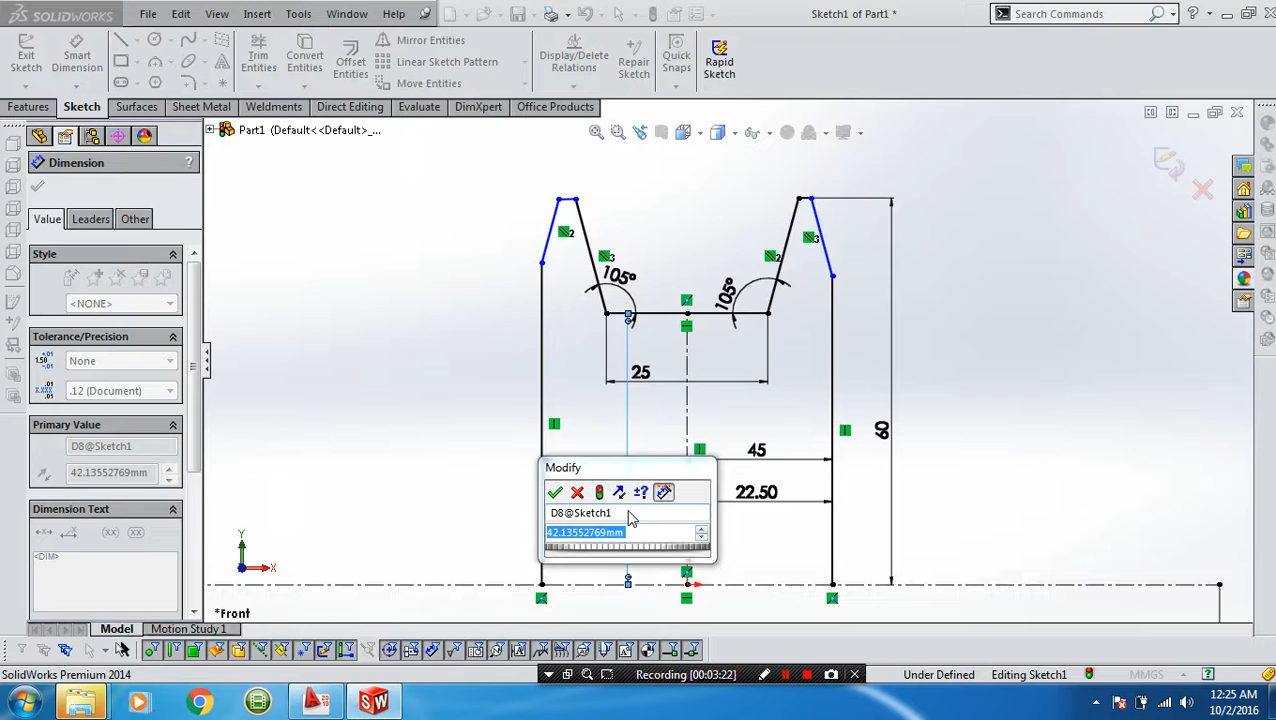 SOLIDWORKS File Edit View Insert Tools Window Help Sketch1 of Part1 * Search Commands
Exit Sketch Smart Dimension Trim Entities Convert Entities Offset Entities Mirror Entities Linear Sketch Pattern Move Entities Display/Delete Relations Repair Sketch Quick Snaps Rapid Sketch
Features Sketch Surfaces Sheet Metal Weldments Direct Editing Evaluate DimXpert Office Products
Part1 (Default<<Default>_...
Dimension ?
Value Leaders Other
Style
<NONE>
Tolerance/Precision
None
.12 (Document)
Primary Value
D8@Sketch1
42.13552769mm
Dimension Text
<DIM>
2
3
3
2
105°
105°
25
60
45
22.50
Modify
D8@Sketch1
42.13552769mm
Y
X
*Front
Model Motion Study 1
SolidWorks Premium 2014 Recording [00:03:22] Under Defined Editing Sketch1 MMGS
12:25 AM
10/2/2016